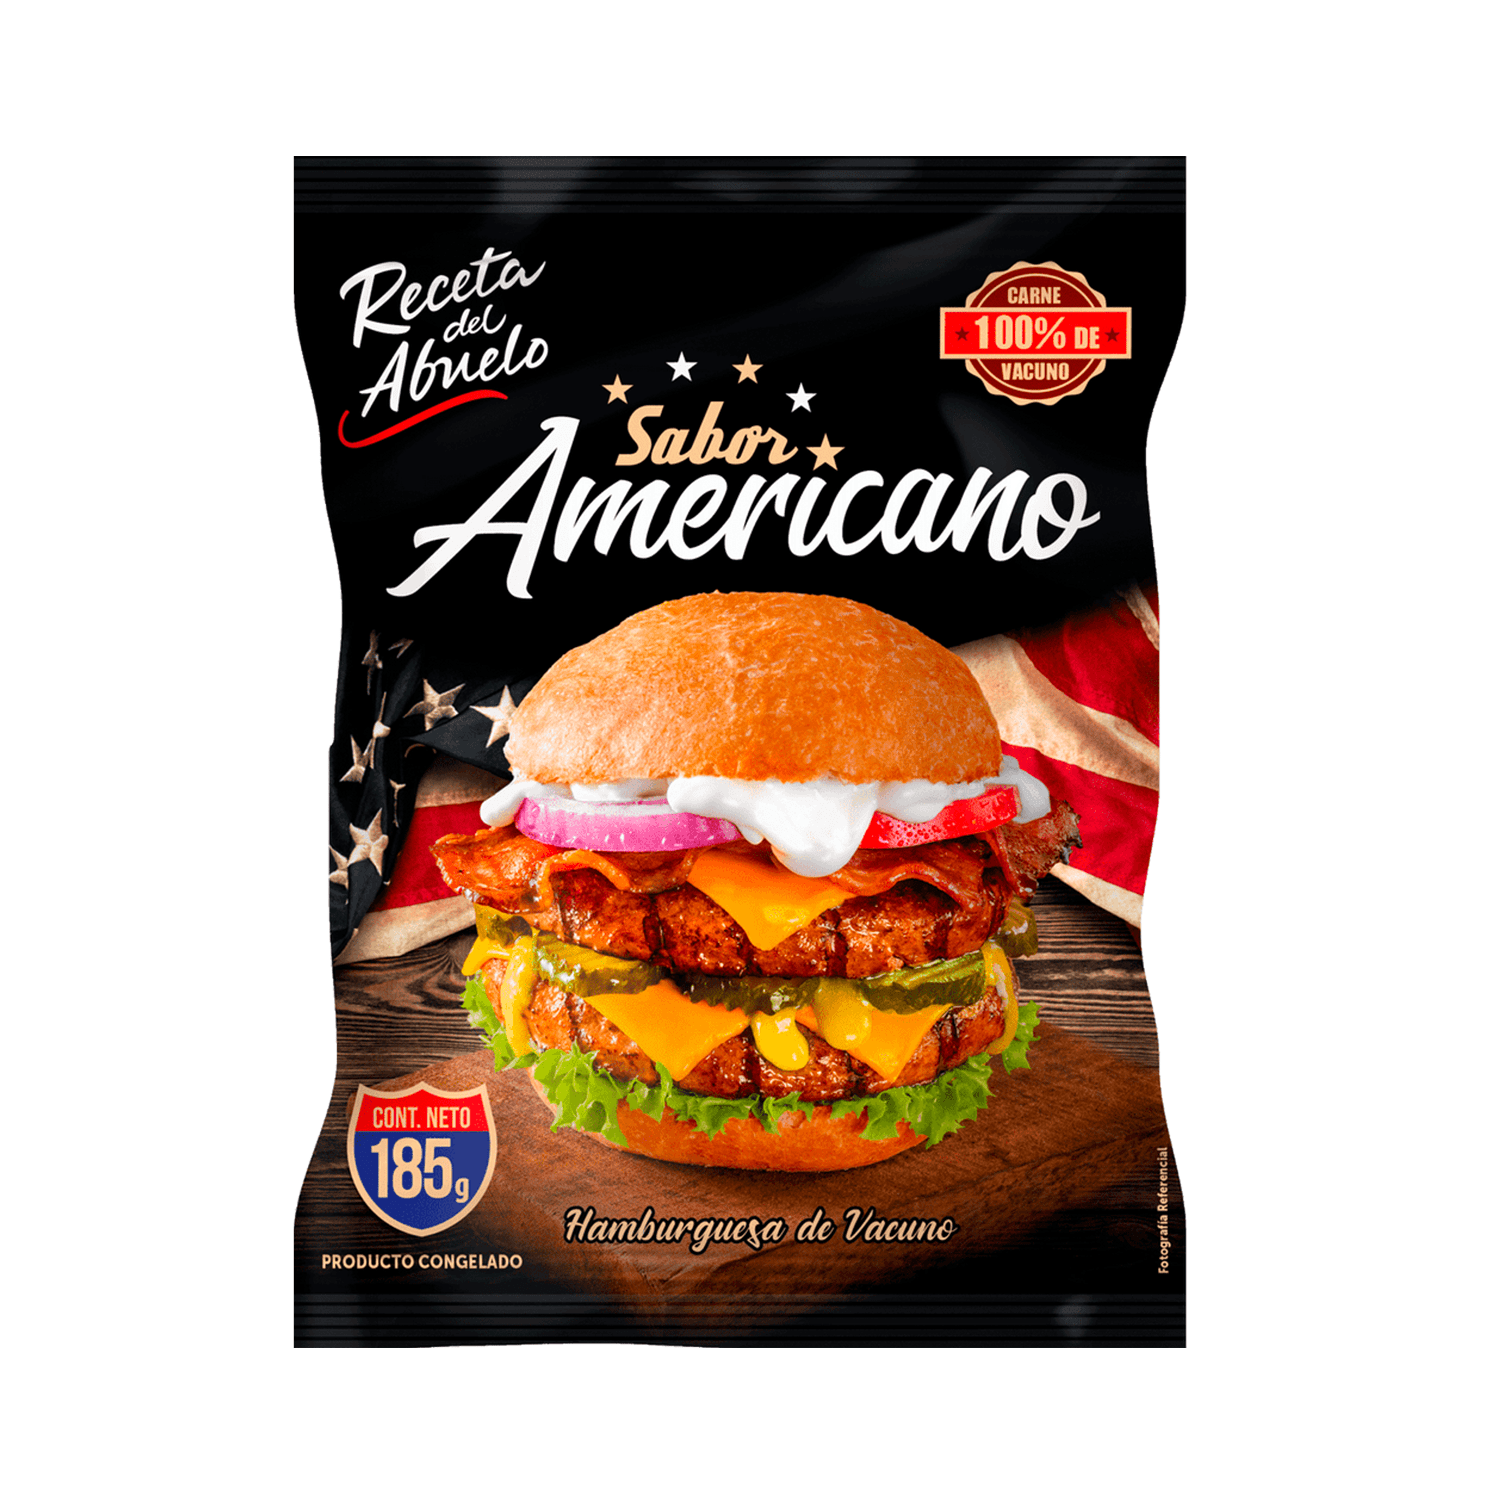 Receta
del
Abuelo
CARNE
100% DE
VACUNO
Sabor
Americano
CONT. NETO
185g
Hamburguesa de Vacuno
PRODUCTO CONGELADO
Fotografía Referencial